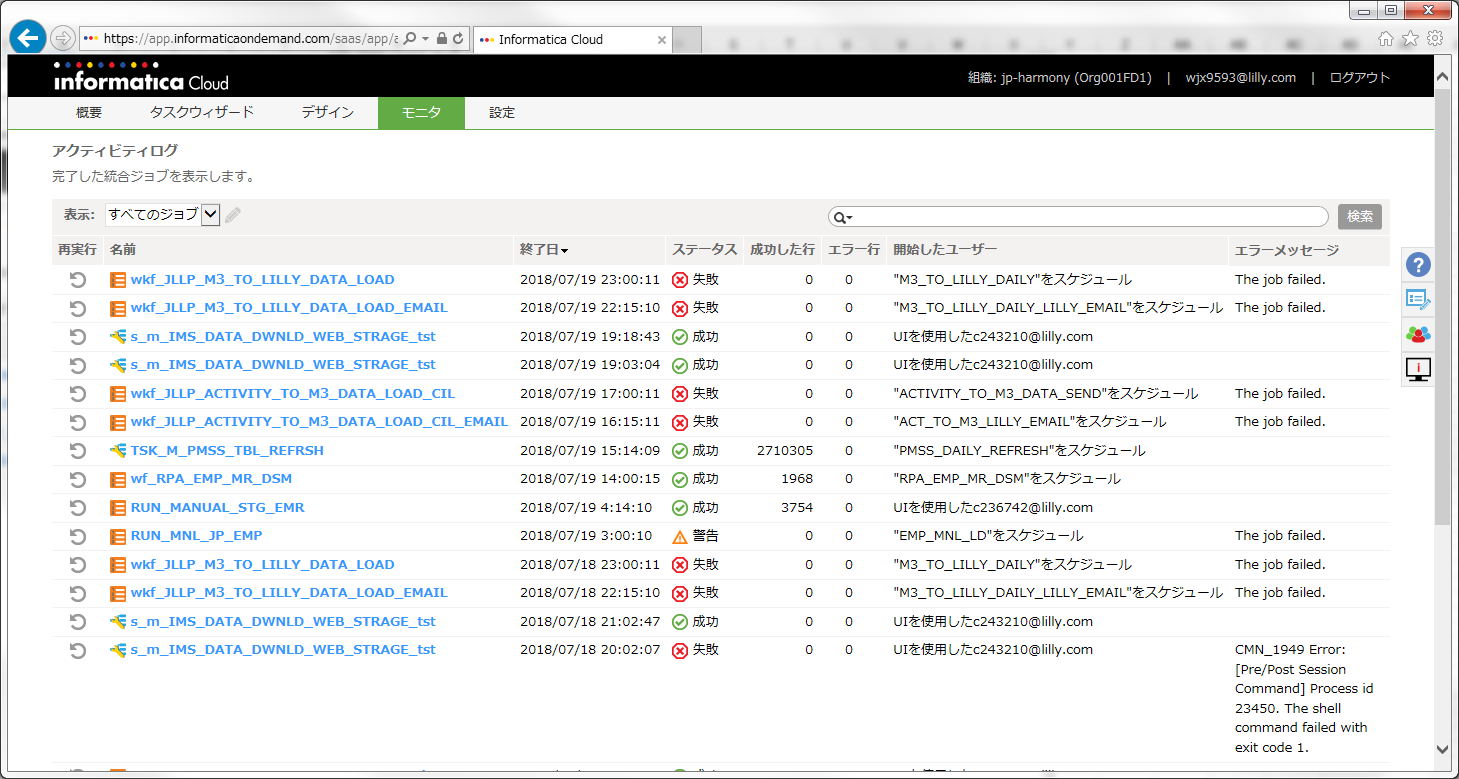 https://app.informaticaondemand.com/saas/app/a
Informatica Cloud
informatica Cloud
組織: jp-harmony (Org001FD1) | wjx9593@lilly.com | ログアウト
概要 タスクウィザード デザイン モニタ 設定
アクティビティログ
完了した統合ジョブを表示します。
表示: すべてのジョブ 検索
再実行 名前 終了日 ステータス 成功した行 エラー行 開始したユーザー エラーメッセージ
wkf_JLLP_M3_TO_LILLY_DATA_LOAD 2018/07/19 23:00:11 失敗 0 0 "M3_TO_LILLY_DAILY"をスケジュール The job failed.
wkf_JLLP_M3_TO_LILLY_DATA_LOAD_EMAIL 2018/07/19 22:15:10 失敗 0 0 "M3_TO_LILLY_DAILY_LILLY_EMAIL"をスケジュール The job failed.
s_m_IMS_DATA_DWNLD_WEB_STRAGE_tst 2018/07/19 19:18:43 成功 0 0 UIを使用したc243210@lilly.com
s_m_IMS_DATA_DWNLD_WEB_STRAGE_tst 2018/07/19 19:03:04 成功 0 0 UIを使用したc243210@lilly.com
wkf_JLLP_ACTIVITY_TO_M3_DATA_LOAD_CIL 2018/07/19 17:00:11 失敗 0 0 "ACTIVITY_TO_M3_DATA_SEND"をスケジュール The job failed.
wkf_JLLP_ACTIVITY_TO_M3_DATA_LOAD_CIL_EMAIL 2018/07/19 16:15:11 失敗 0 0 "ACT_TO_M3_LILLY_EMAIL"をスケジュール The job failed.
TSK_M_PMSS_TBL_REFRSH 2018/07/19 15:14:09 成功 2710305 0 "PMSS_DAILY_REFRESH"をスケジュール
wf_RPA_EMP_MR_DSM 2018/07/19 14:00:15 成功 1968 0 "RPA_EMP_MR_DSM"をスケジュール
RUN_MANUAL_STG_EMR 2018/07/19 4:14:10 成功 3754 0 UIを使用したc236742@lilly.com
RUN_MNL_JP_EMP 2018/07/19 3:00:10 警告 0 0 "EMP_MNL_LD"をスケジュール The job failed.
wkf_JLLP_M3_TO_LILLY_DATA_LOAD 2018/07/18 23:00:11 失敗 0 0 "M3_TO_LILLY_DAILY"をスケジュール The job failed.
wkf_JLLP_M3_TO_LILLY_DATA_LOAD_EMAIL 2018/07/18 22:15:10 失敗 0 0 "M3_TO_LILLY_DAILY_LILLY_EMAIL"をスケジュール The job failed.
s_m_IMS_DATA_DWNLD_WEB_STRAGE_tst 2018/07/18 21:02:47 成功 0 0 UIを使用したc243210@lilly.com
s_m_IMS_DATA_DWNLD_WEB_STRAGE_tst 2018/07/18 20:02:07 失敗 0 0 UIを使用したc243210@lilly.com CMN_1949 Error:
[Pre/Post Session
Command] Process id
23450. The shell
command failed with
exit code 1.